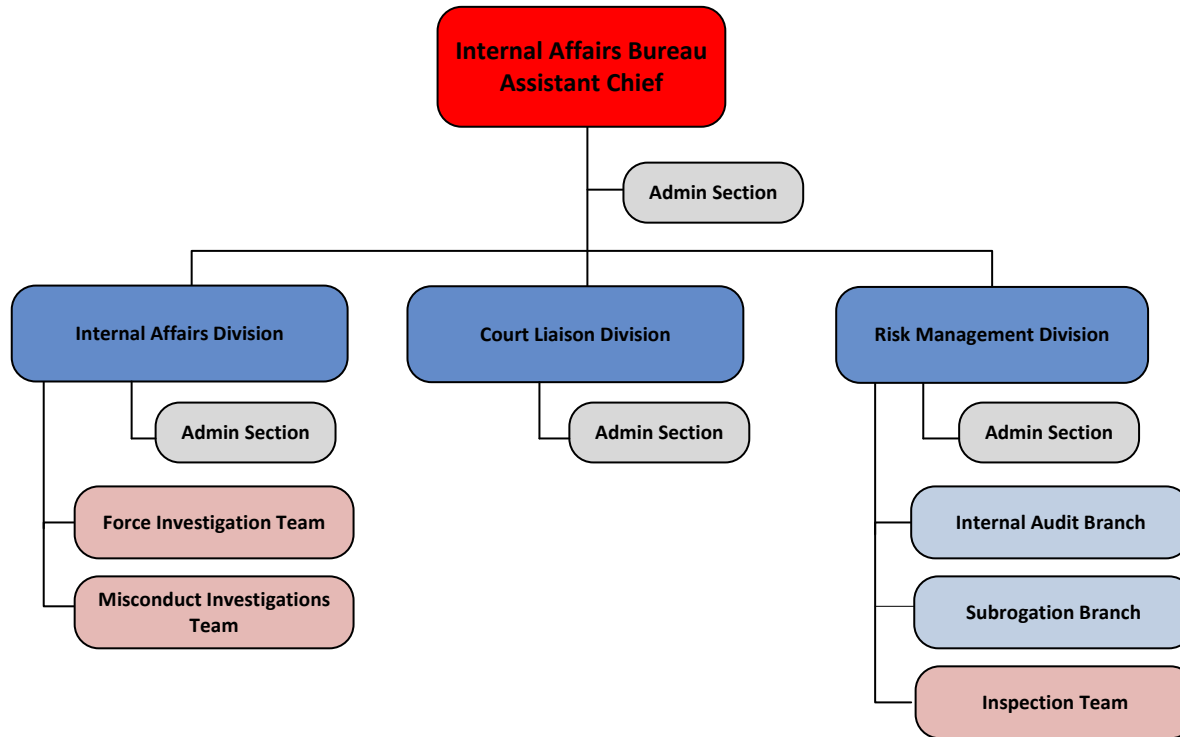 Internal Affairs Bureau
Assistant Chief
Admin Section
Internal Affairs Division
Court Liaison Division
Risk Management Division
Admin Section
Admin Section
Admin Section
Force Investigation Team
Internal Audit Branch
Misconduct Investigations
Team
Subrogation Branch
Inspection Team